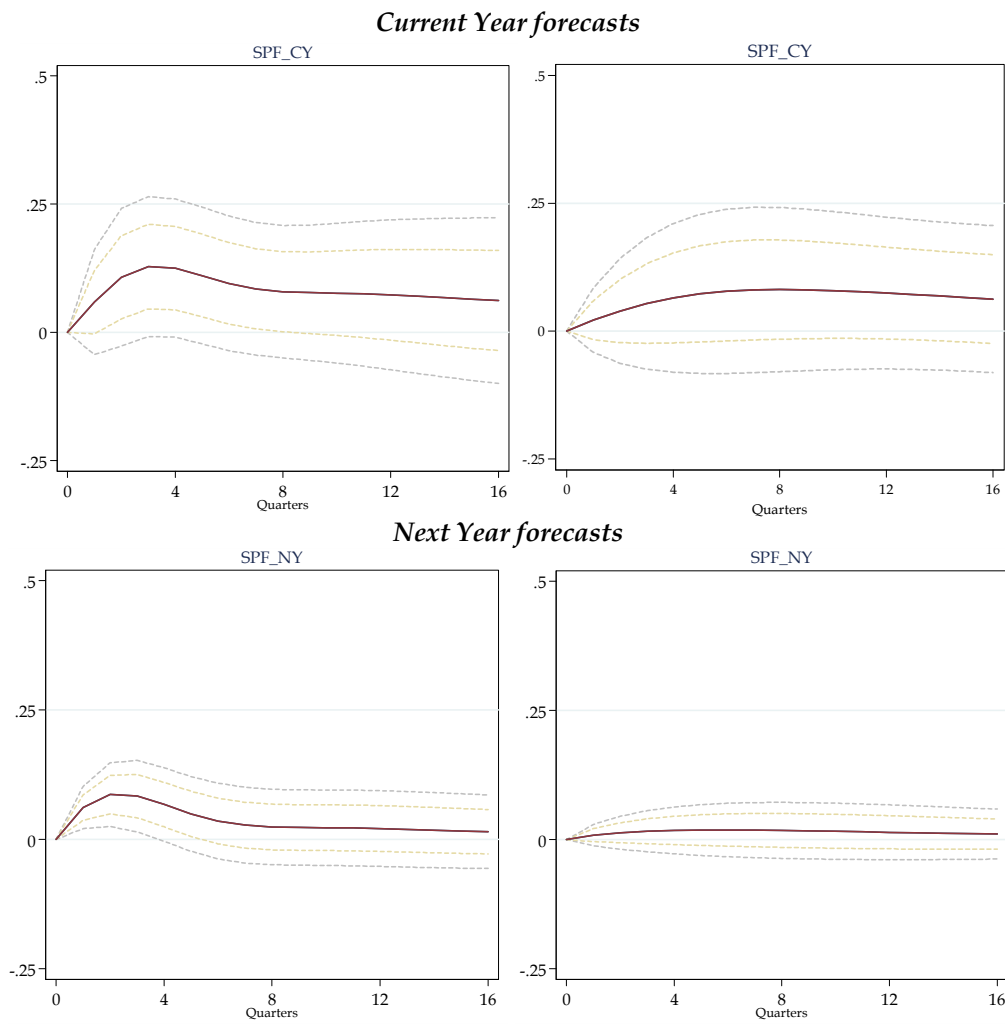 Current Year forecasts
SPF_CY
.5
.25
0
-.25
0 4 8 12 16
Quarters
SPF_CY
.5
.25
0
-.25
0 4 8 12 16
Quarters
Next Year forecasts
SPF_NY
.5
.25
0
-.25
0 4 8 12 16
Quarters
SPF_NY
.5
.25
0
-.25
0 4 8 12 16
Quarters